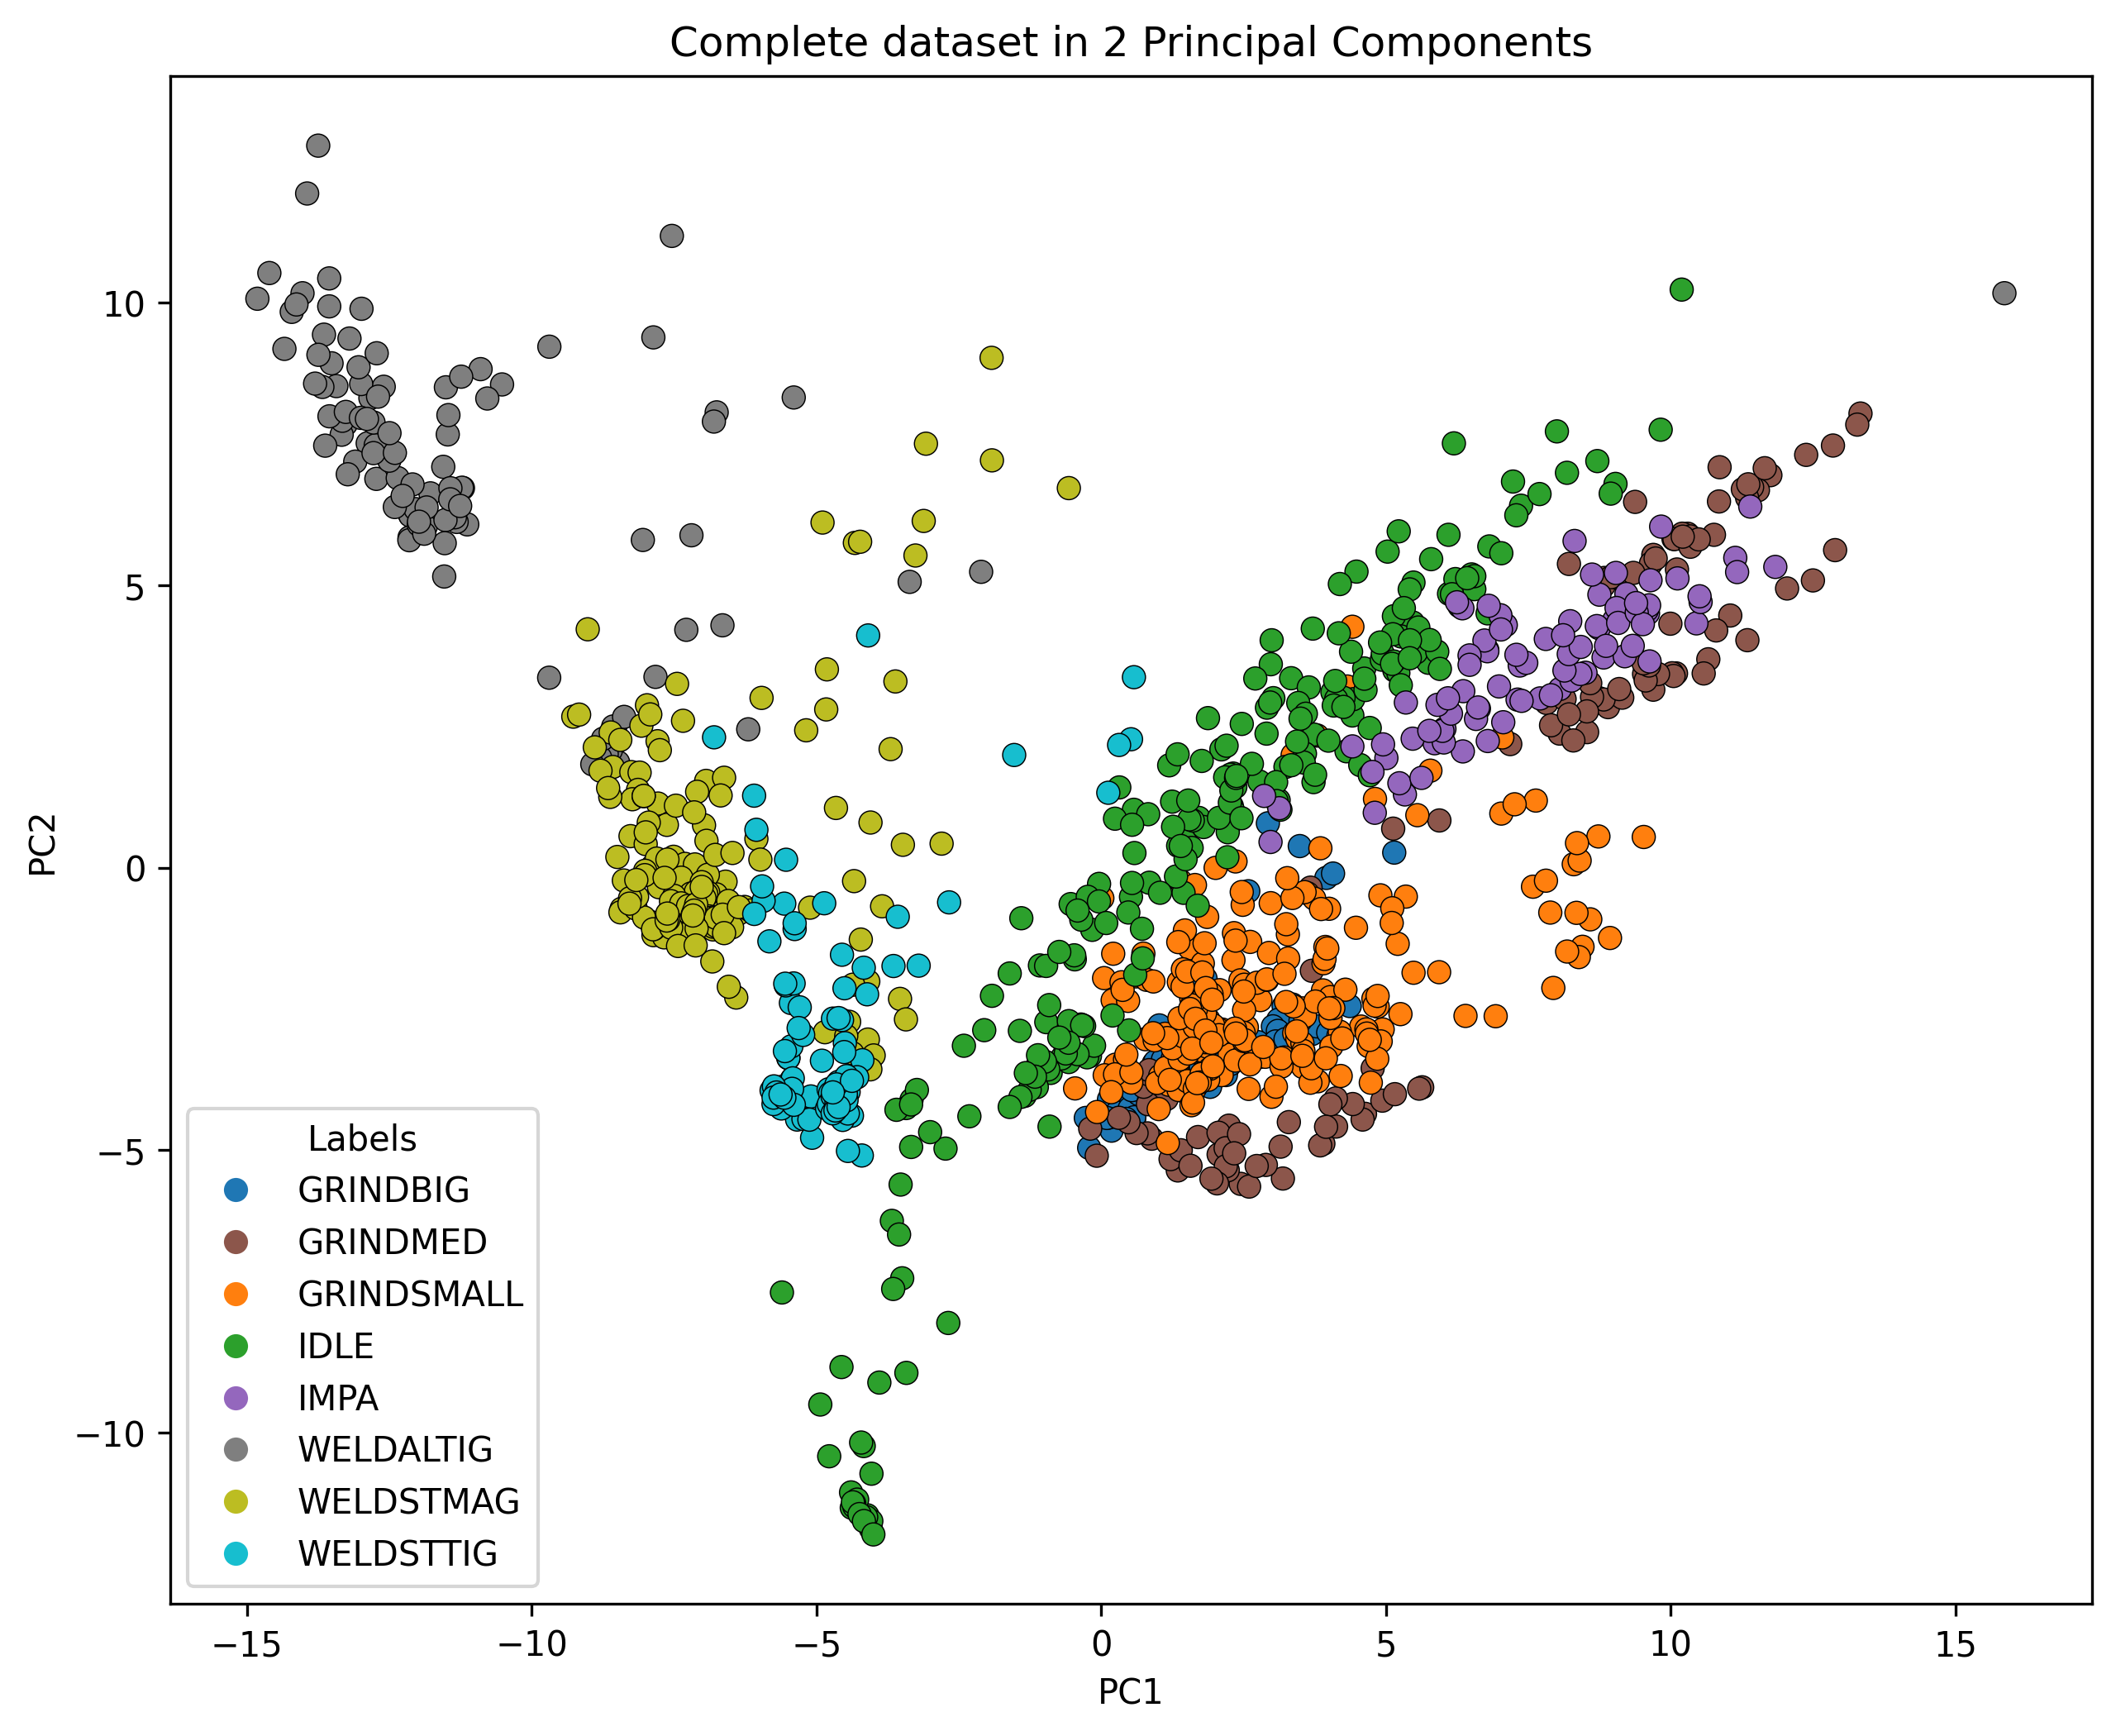 Complete dataset in 2 Principal Components
PC2
10
5
0
−5
−10
Labels
GRINDBIG
GRINDMED
GRINDSMALL
IDLE
IMPA
WELDALTIG
WELDSTMAG
WELDSTTIG
−15 −10 −5 0 5 10 15
PC1